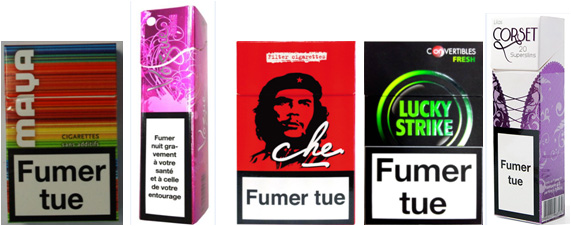 MAYA
CIGARETTES
Fumer
tue
Fumer
nuit gra-
vement
à votre
santé
et à celle
de votre
entourage
Filter cigarettes
che
Fumer tue
CONVERTIBLES
FRESH
LUCKY
STRIKE
Fumer
tue
CORSET
20
Superslims
Fumer
tue